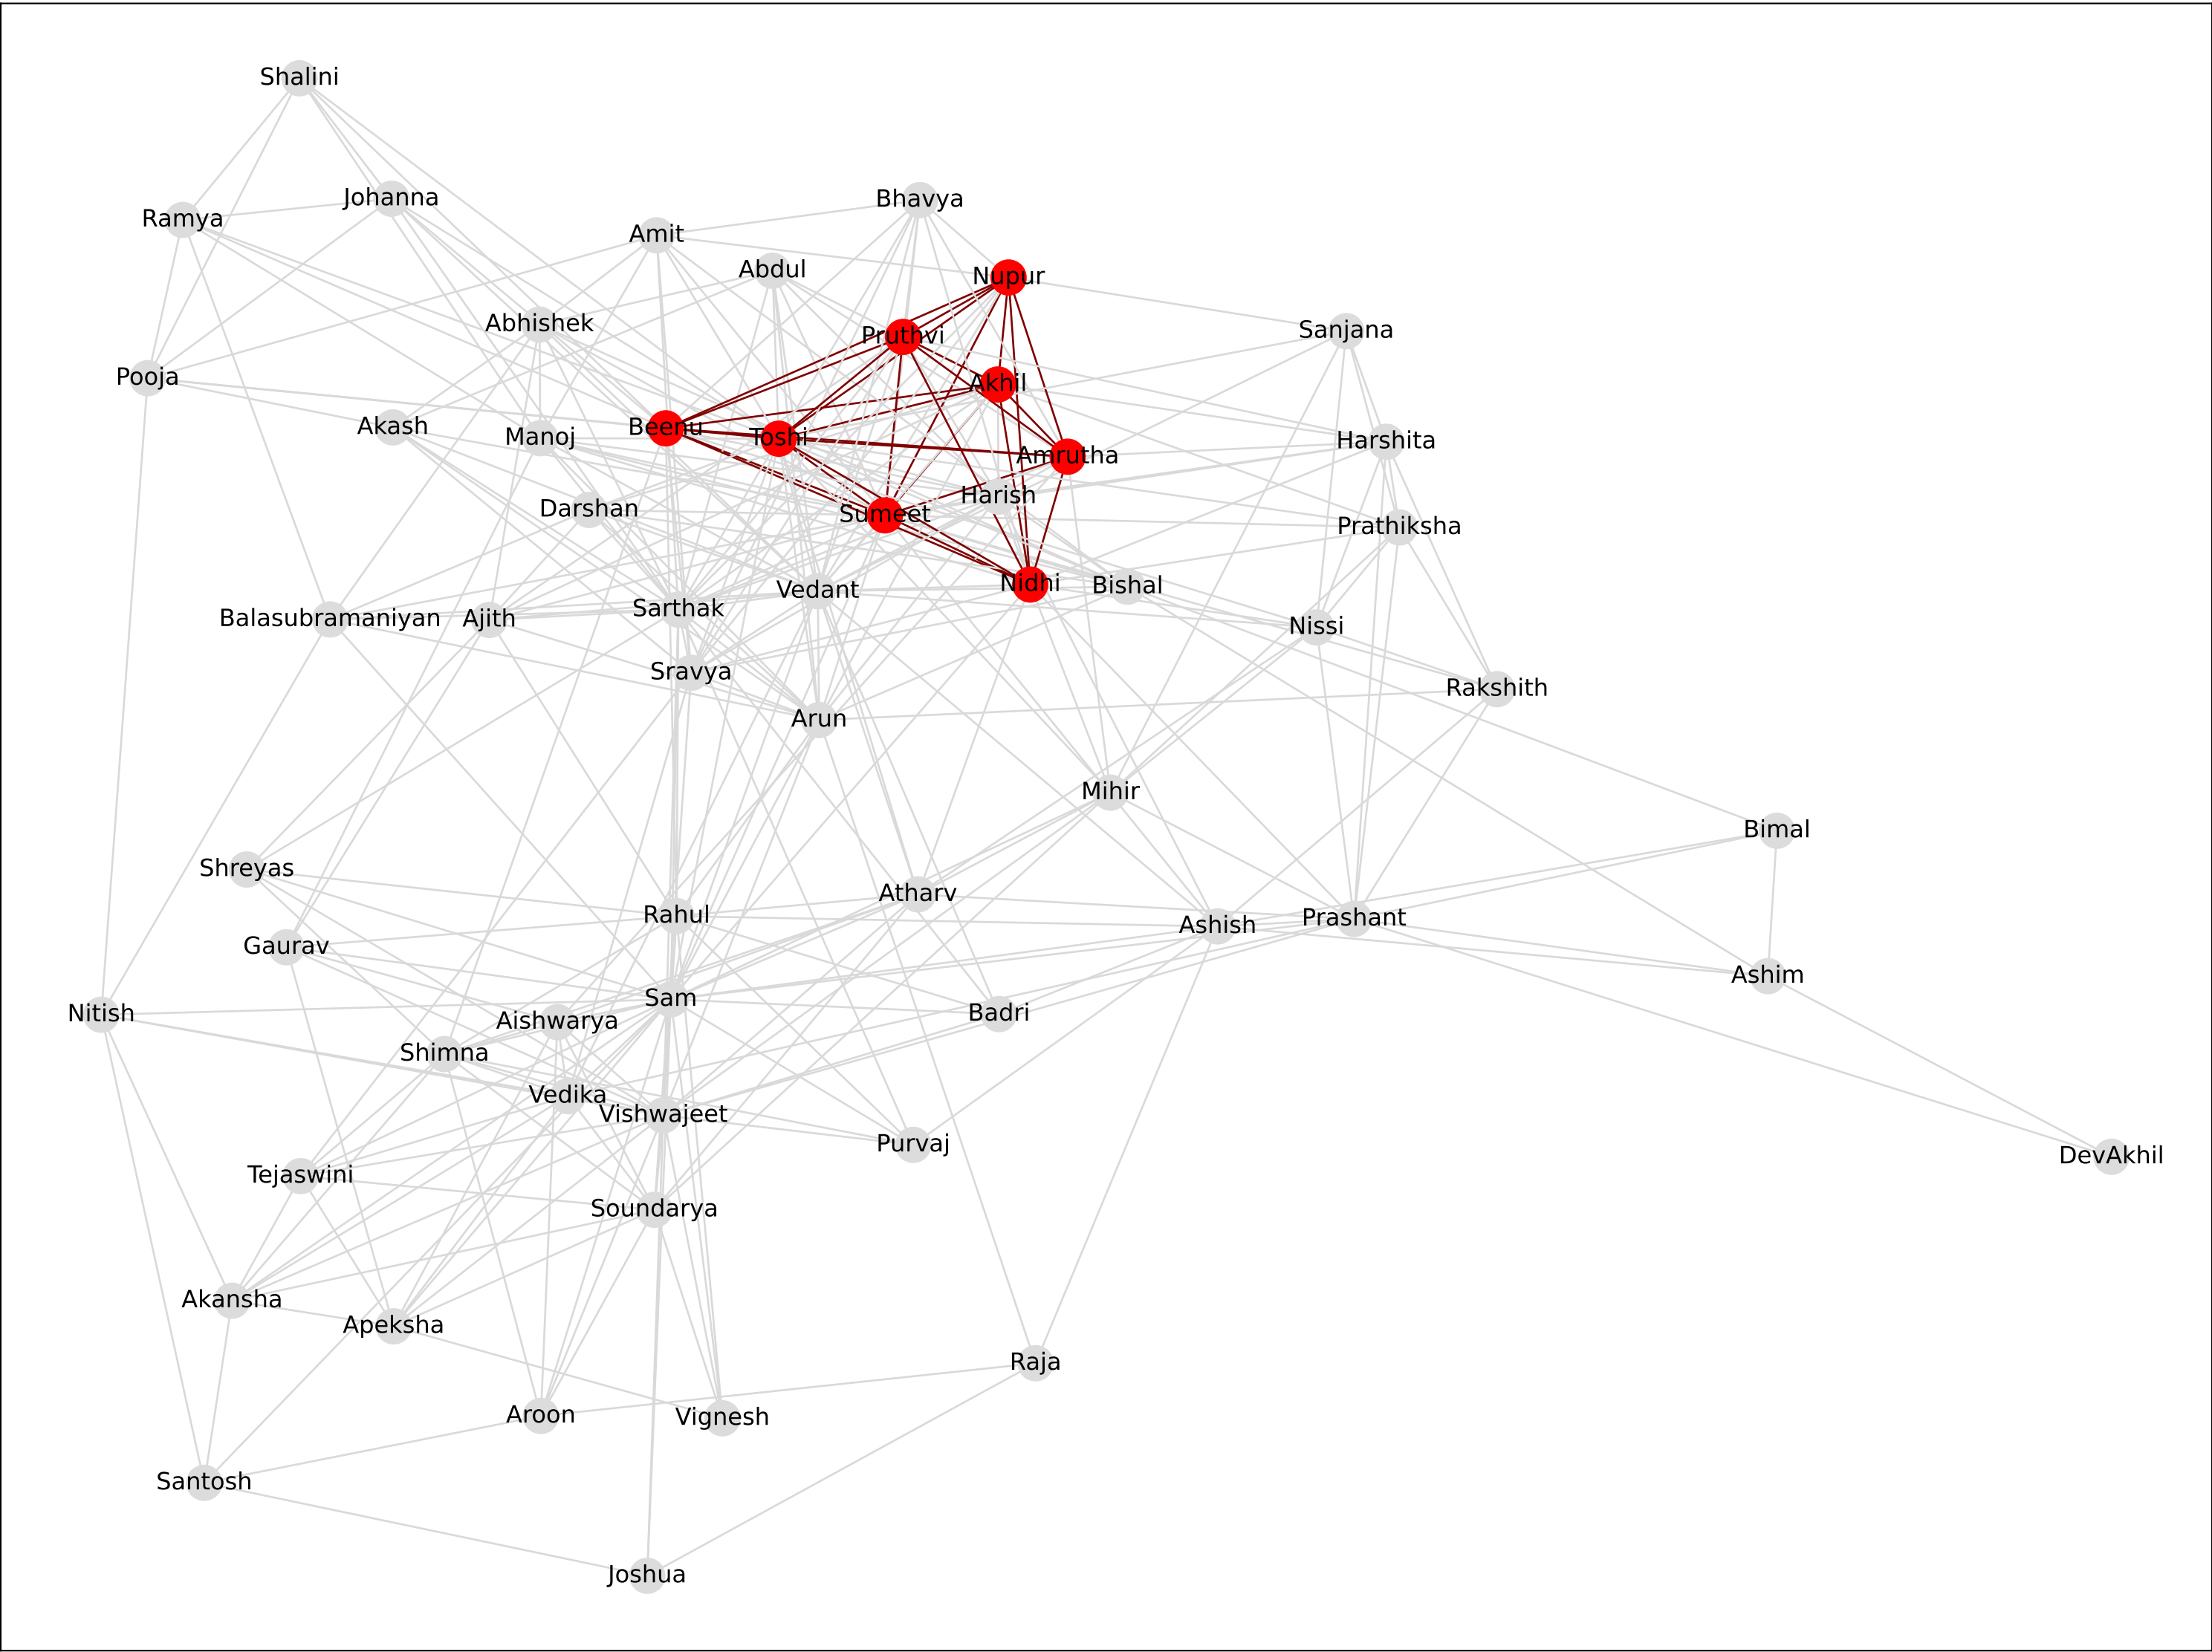 Shalini
Johanna
Bhavya
Ramya
Amit
Abdul
Nupur
Abhishek
Pruthvi
Sanjana
Pooja
Akhil
Akash
Manoj
Beenu
Toshi
Harshita
Amrutha
Harish
Darshan
Sumeet
Prathiksha
Vedant
Nidhi
Bishal
Balasubramaniyan
Ajith
Sarthak
Nissi
Sravya
Rakshith
Arun
Mihir
Bimal
Shreyas
Atharv
Rahul
Ashish
Prashant
Gaurav
Ashim
Sam
Nitish
Aishwarya
Badri
Shimna
Vedika
Vishwajeet
Purvaj
DevAkhil
Tejaswini
Soundarya
Akansha
Apeksha
Raja
Aroon
Vignesh
Santosh
Joshua